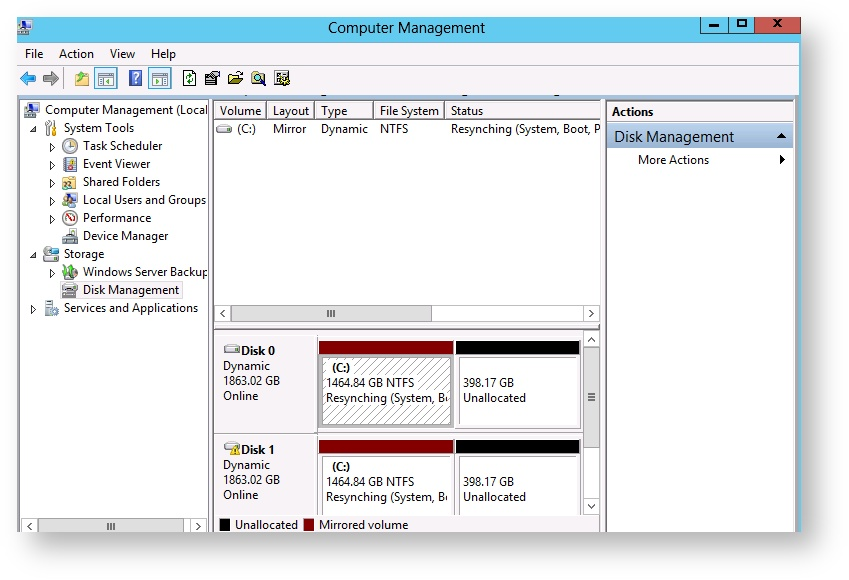 Computer Management
File Action View Help
Computer Management (Local
System Tools
Task Scheduler
Event Viewer
Shared Folders
Local Users and Groups
Performance
Device Manager
Storage
Windows Server Backup
Disk Management
Services and Applications
Volume Layout Type File System Status
(C:) Mirror Dynamic NTFS Resynching (System, Boot, P
Disk 0
Dynamic
1863.02 GB
Online
(C:)
1464.84 GB NTFS
Resynching (System, B
398.17 GB
Unallocated
Disk 1
Dynamic
1863.02 GB
Online
(C:)
1464.84 GB NTFS
Resynching (System, B
398.17 GB
Unallocated
Unallocated Mirrored volume
Actions
Disk Management
More Actions